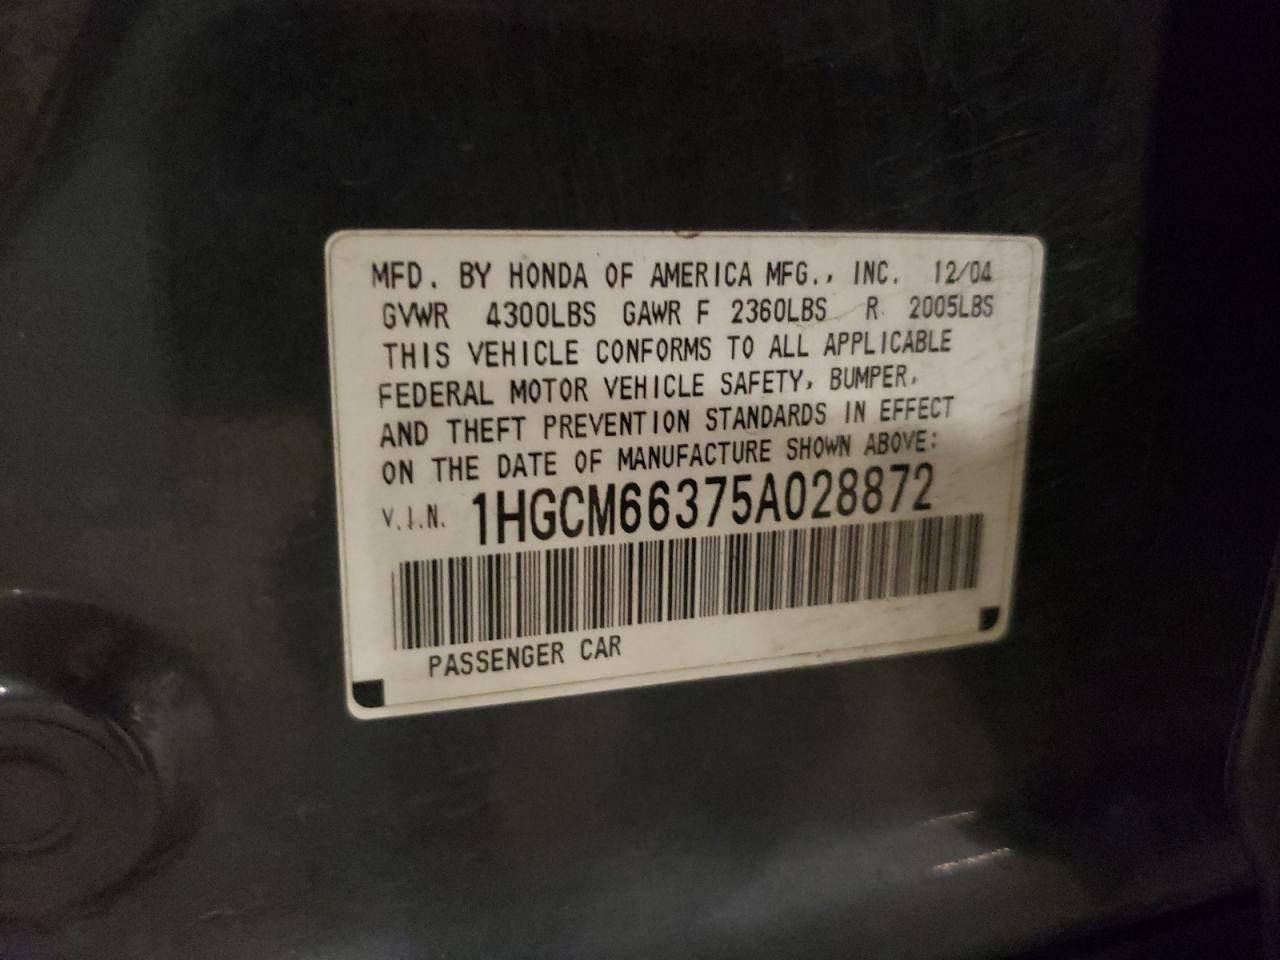 MFD. BY HONDA OF AMERICA MFG., INC. 12/04
GVWR 4300LBS GAWR F 2360LBS R 2005LBS
THIS VEHICLE CONFORMS TO ALL APPLICABLE
FEDERAL MOTOR VEHICLE SAFETY, BUMPER,
AND THEFT PREVENTION STANDARDS IN EFFECT
ON THE DATE OF MANUFACTURE SHOWN ABOVE:
V.I.N. 1HGCM66375A028872
PASSENGER CAR